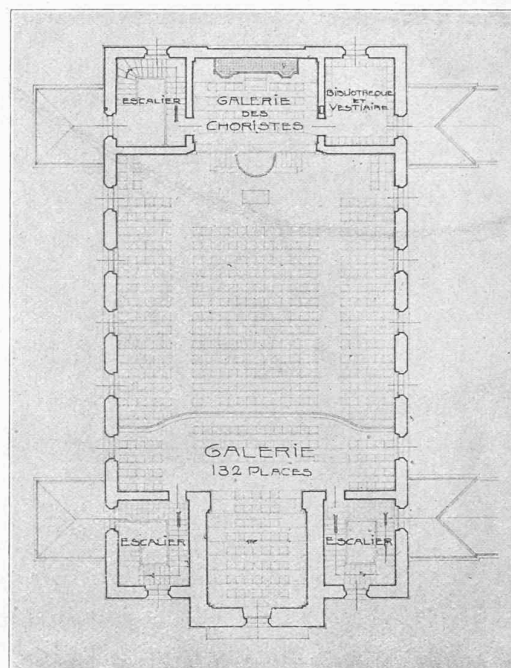 ESCALIER
GALERIE
DES
CHORISTES
BIBLIOTHEQUE
ET
VESTIAIRE
GALERIE
132 PLACES
ESCALIER
ESCALIER